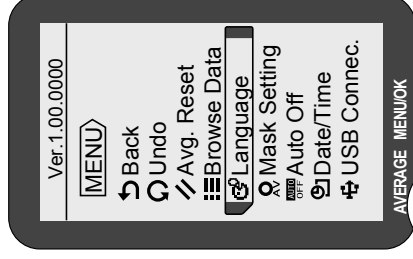 Ver.1.00.0000
MENU
Back
Undo
Avg. Reset
Browse Data
Language
AV Mask Setting
AUTO OFF Auto Off
Date/Time
USB Connec.
AVERAGE MENU/OK